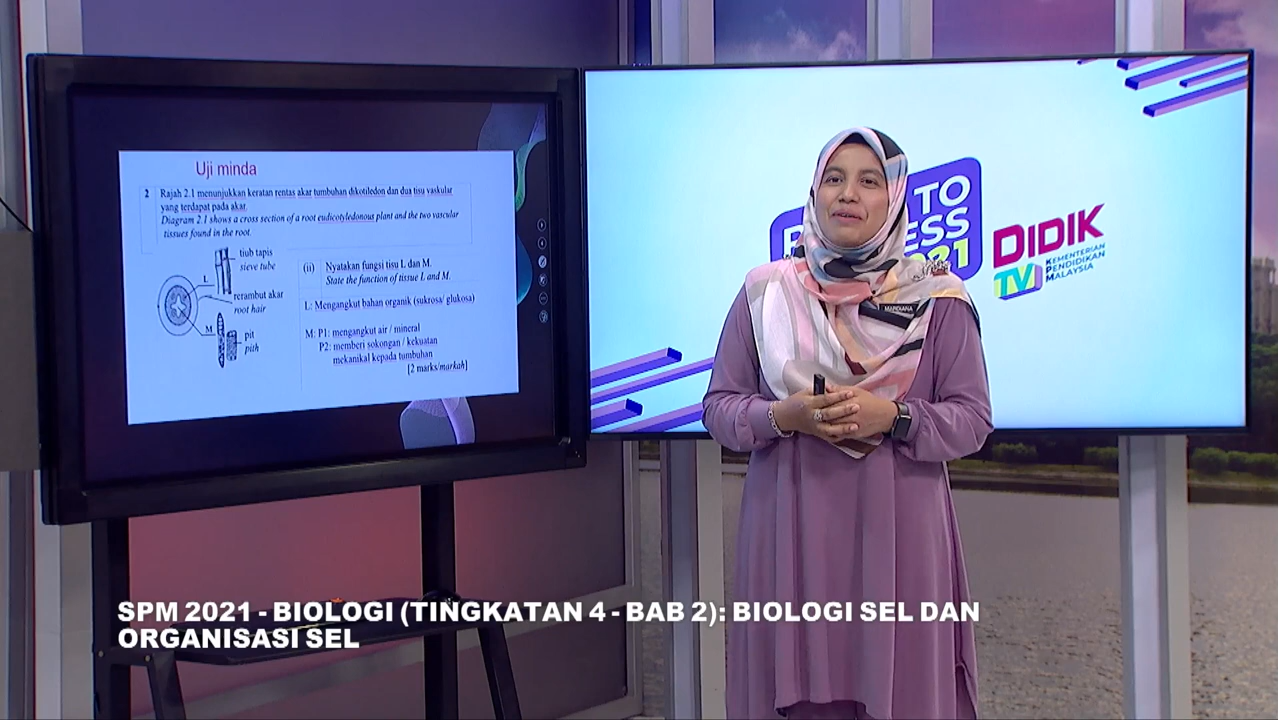 Uji minda
2 Rajah 2.1 menunjukkan keratan rentas akar tumbuhan dikotiledon dan dua tisu vaskular
yang terdapat pada akar.
Diagram 2.1 shows a cross section of a root eudicotyledonous plant and the two vascular
tissues found in the root.
tiub tapis
sieve tube
L
rerambut akar
root hair
M
pit
pith
(ii) Nyatakan fungsi tisu L dan M.
State the function of tissue L and M.
L: Mengangkut bahan organik (sukrosa/ glukosa)
M: P1: mengangkut air / mineral
P2: memberi sokongan / kekuatan
mekanikal kepada tumbuhan
[2 marks/markah]
TO
ESS
2021
DIDIK
TV
KEMENTERIAN
PENDIDIKAN
MALAYSIA
MARDIANA
SPM 2021 - BIOLOGI (TINGKATAN 4 - BAB 2): BIOLOGI SEL DAN
ORGANISASI SEL